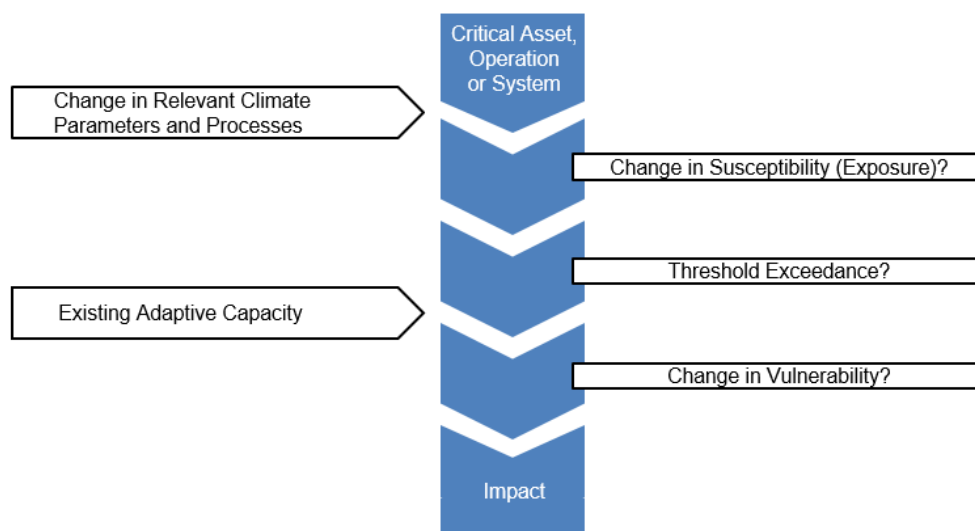 Critical Asset,
Operation
or System
Change in Relevant Climate
Parameters and Processes
Change in Susceptibility (Exposure)?
Threshold Exceedance?
Existing Adaptive Capacity
Change in Vulnerability?
Impact